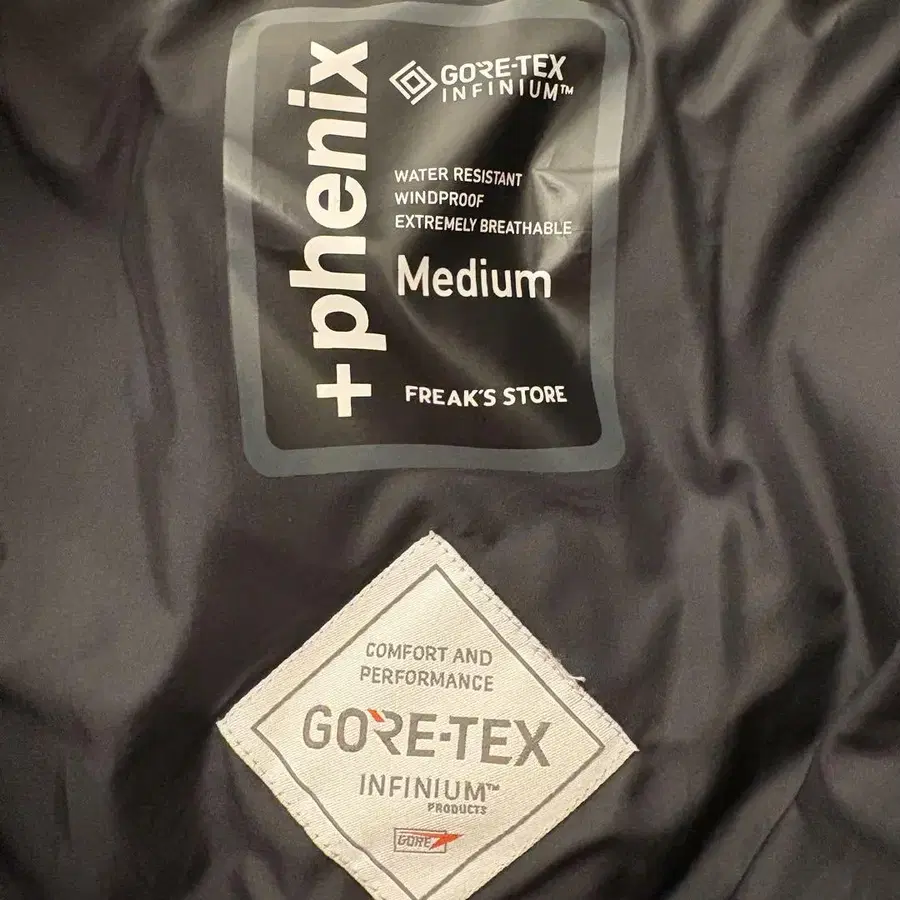 +phenix
GORE-TEX
INFINIUM™
WATER RESISTANT
WINDPROOF
EXTREMELY BREATHABLE
Medium
FREAK'S STORE
COMFORT AND
PERFORMANCE
GORE-TEX
INFINIUM™
PRODUCTS
GORE